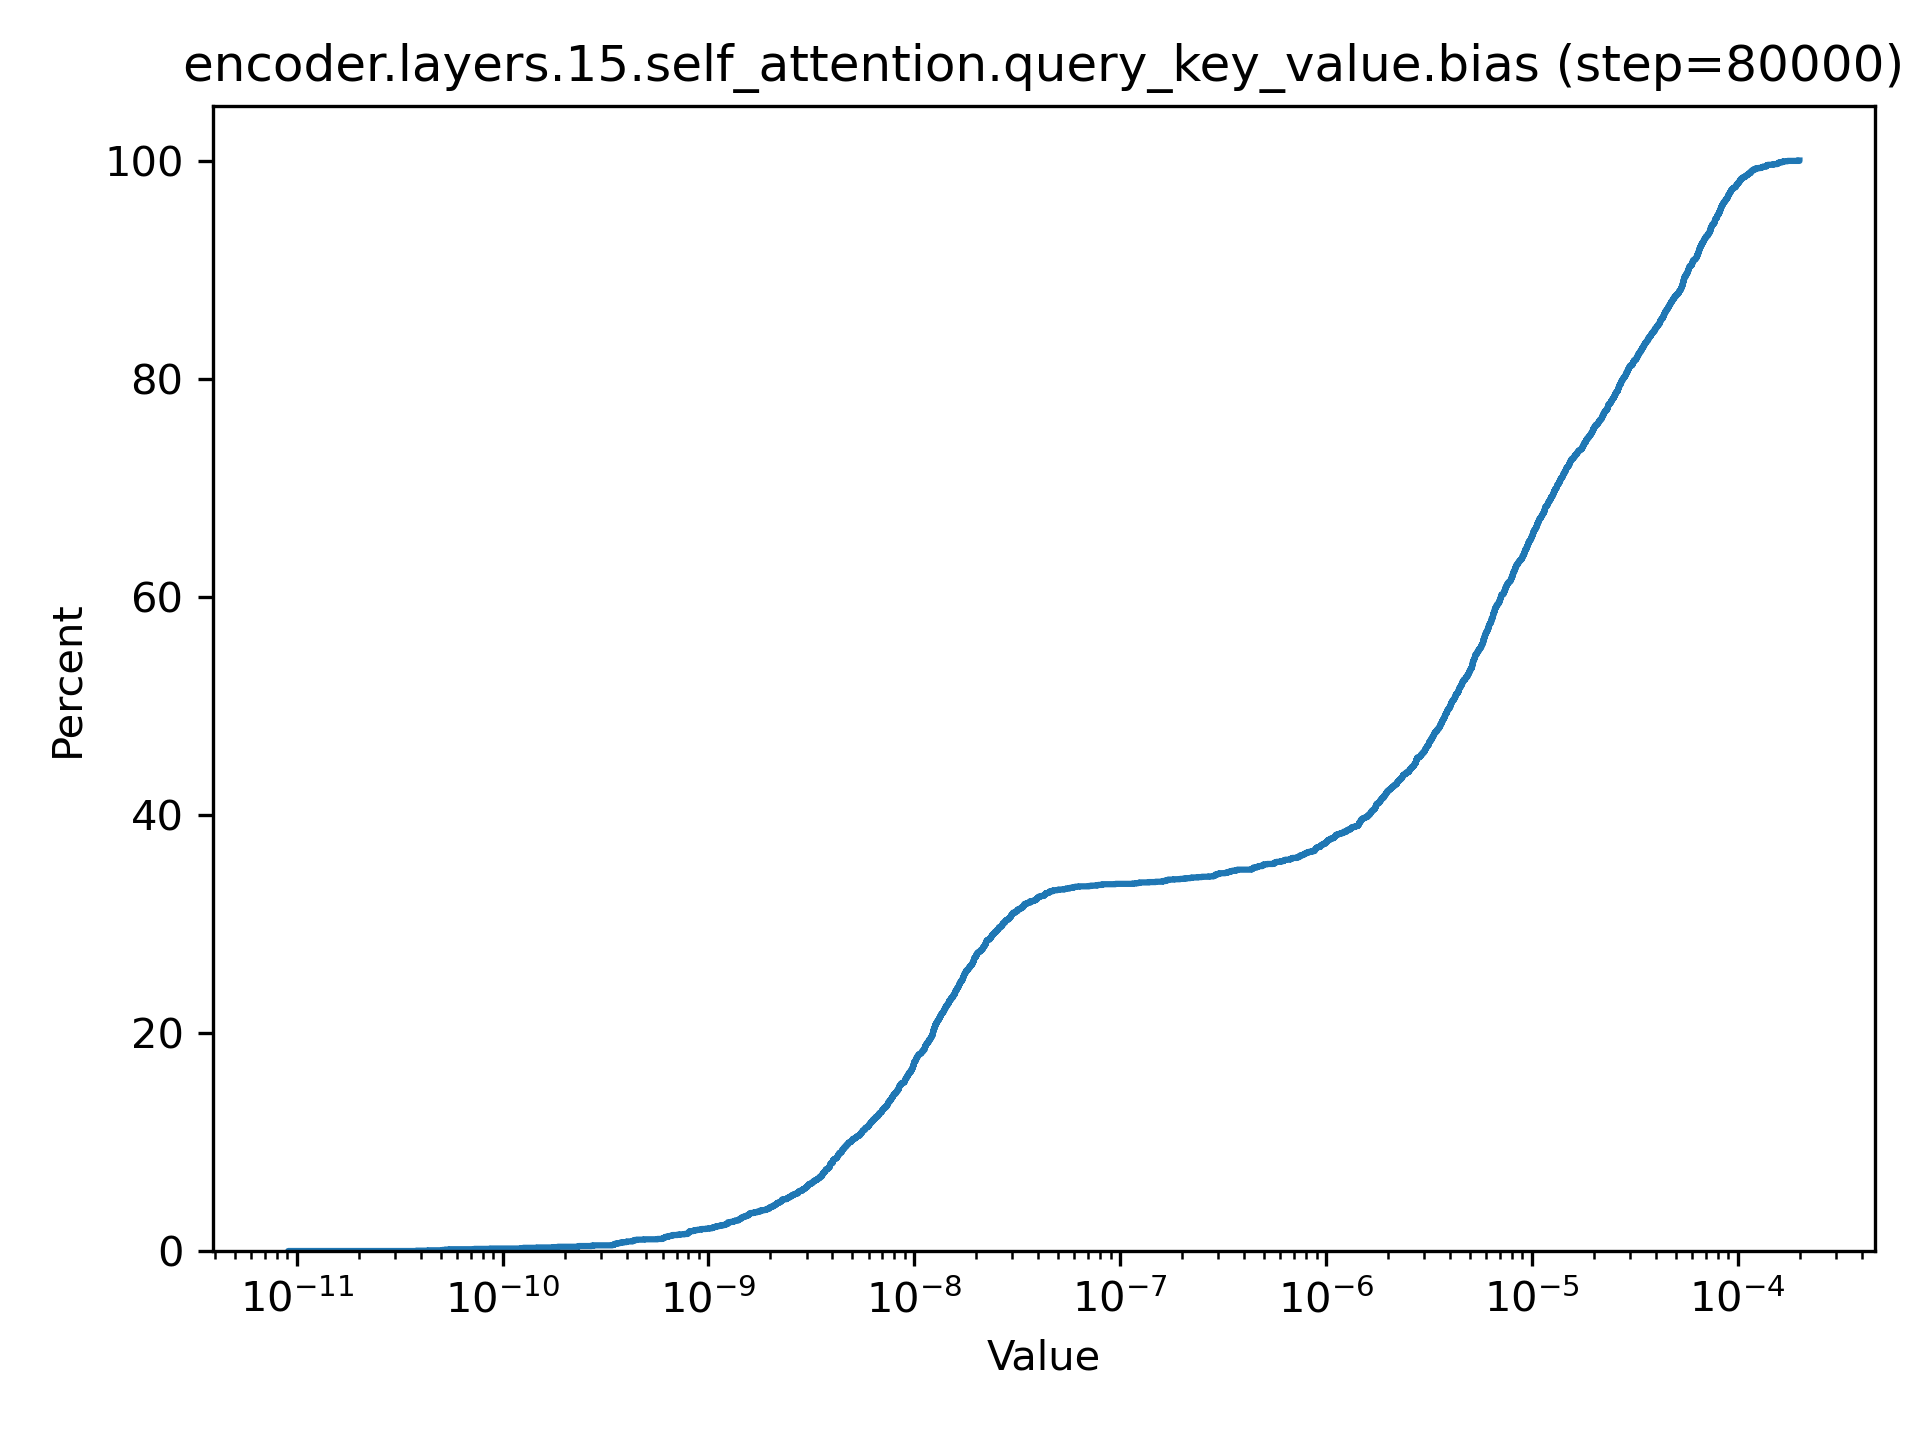 encoder.layers.15.self_attention.query_key_value.bias (step=80000)
100
80
60
40
20
0
Percent
10⁻¹¹ 10⁻¹⁰ 10⁻⁹ 10⁻⁸ 10⁻⁷ 10⁻⁶ 10⁻⁵ 10⁻⁴
Value